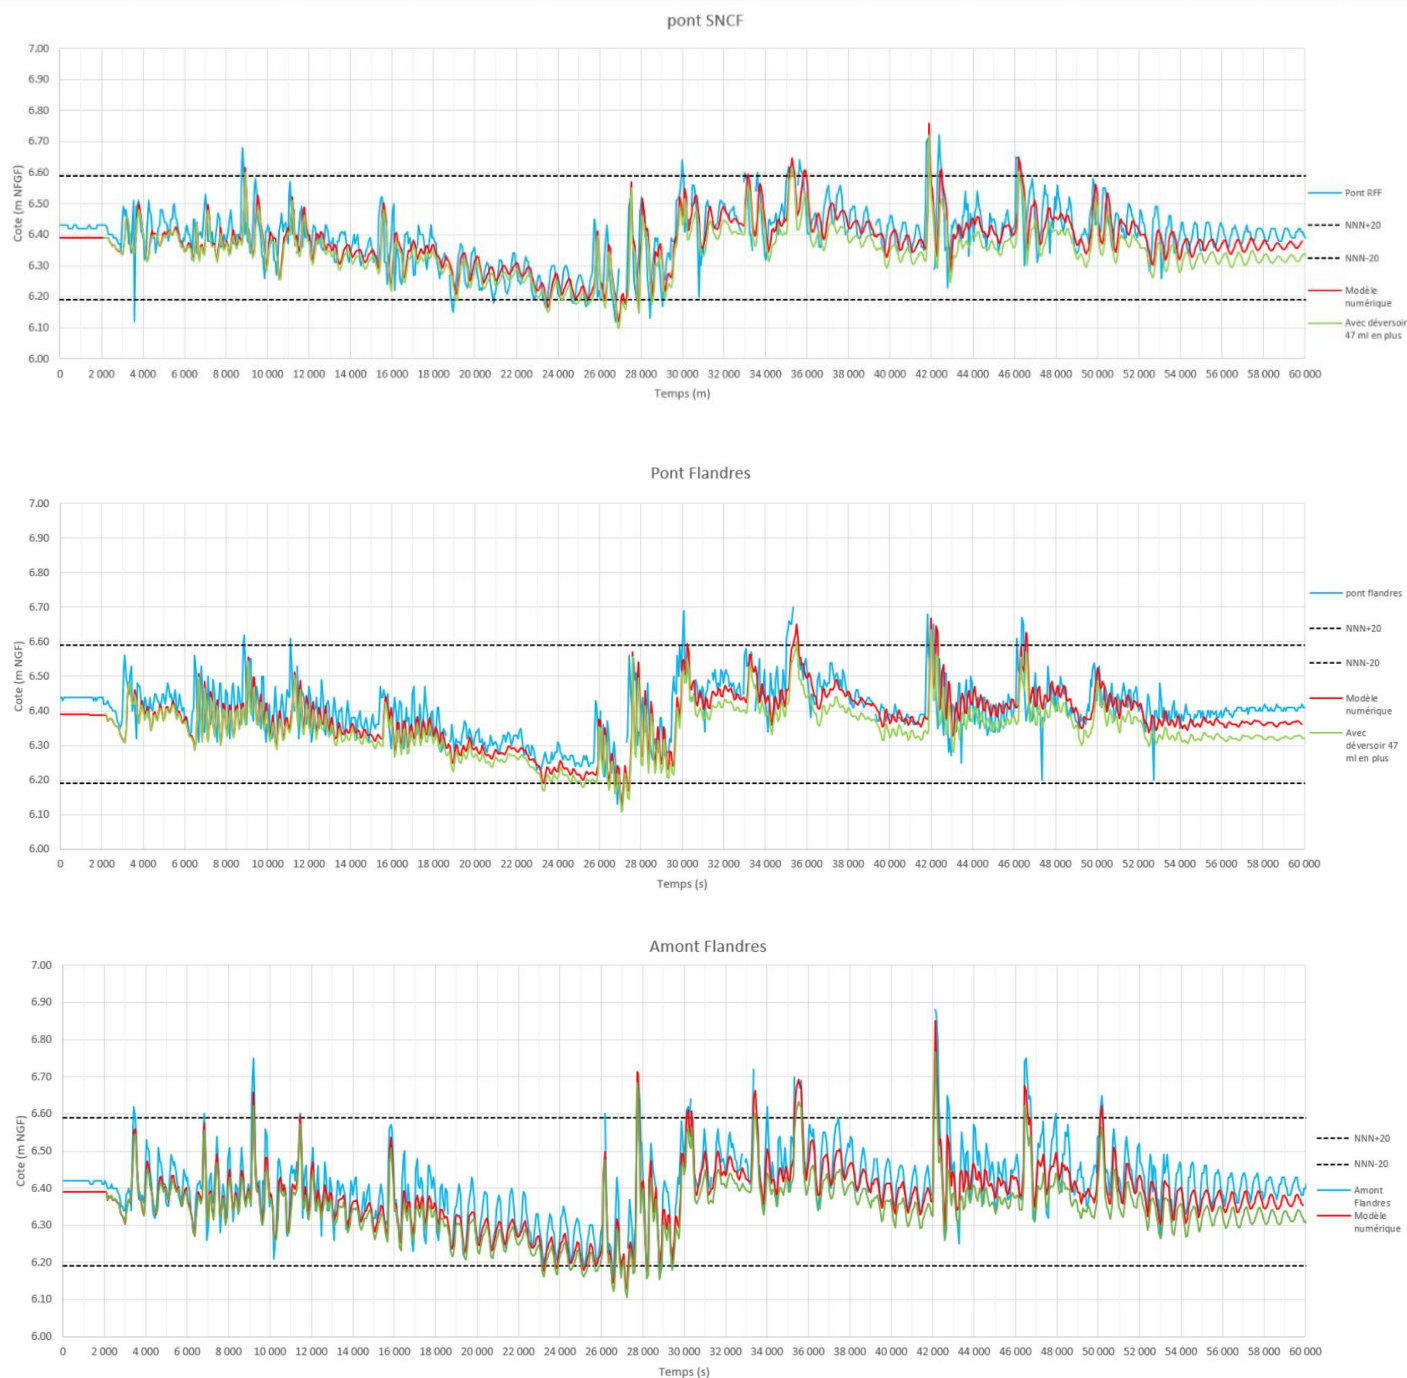 pont SNCF
7.00
6.90
6.80
6.70
6.60
6.50
6.40
6.30
6.20
6.10
6.00
Cote (m NFGF)
0 2 000 4 000 6 000 8 000 10 000 12 000 14 000 16 000 18 000 20 000 22 000 24 000 26 000 28 000 30 000 32 000 34 000 36 000 38 000 40 000 42 000 44 000 46 000 48 000 50 000 52 000 54 000 56 000 58 000 60 000
Temps (m)
Pont RFF
NNN+20
NNN-20
Modèle
numérique
Avec déversoir
47 ml en plus
Pont Flandres
7.00
6.90
6.80
6.70
6.60
6.50
6.40
6.30
6.20
6.10
6.00
Cote (m NGF)
0 2 000 4 000 6 000 8 000 10 000 12 000 14 000 16 000 18 000 20 000 22 000 24 000 26 000 28 000 30 000 32 000 34 000 36 000 38 000 40 000 42 000 44 000 46 000 48 000 50 000 52 000 54 000 56 000 58 000 60 000
Temps (s)
pont flandres
NNN+20
NNN-20
Modèle
numérique
Avec
déversoir 47
ml en plus
Amont Flandres
7.00
6.90
6.80
6.70
6.60
6.50
6.40
6.30
6.20
6.10
6.00
Cote (m NGF)
0 2 000 4 000 6 000 8 000 10 000 12 000 14 000 16 000 18 000 20 000 22 000 24 000 26 000 28 000 30 000 32 000 34 000 36 000 38 000 40 000 42 000 44 000 46 000 48 000 50 000 52 000 54 000 56 000 58 000 60 000
Temps (s)
NNN+20
NNN-20
Amont
Flandres
Modèle
numérique